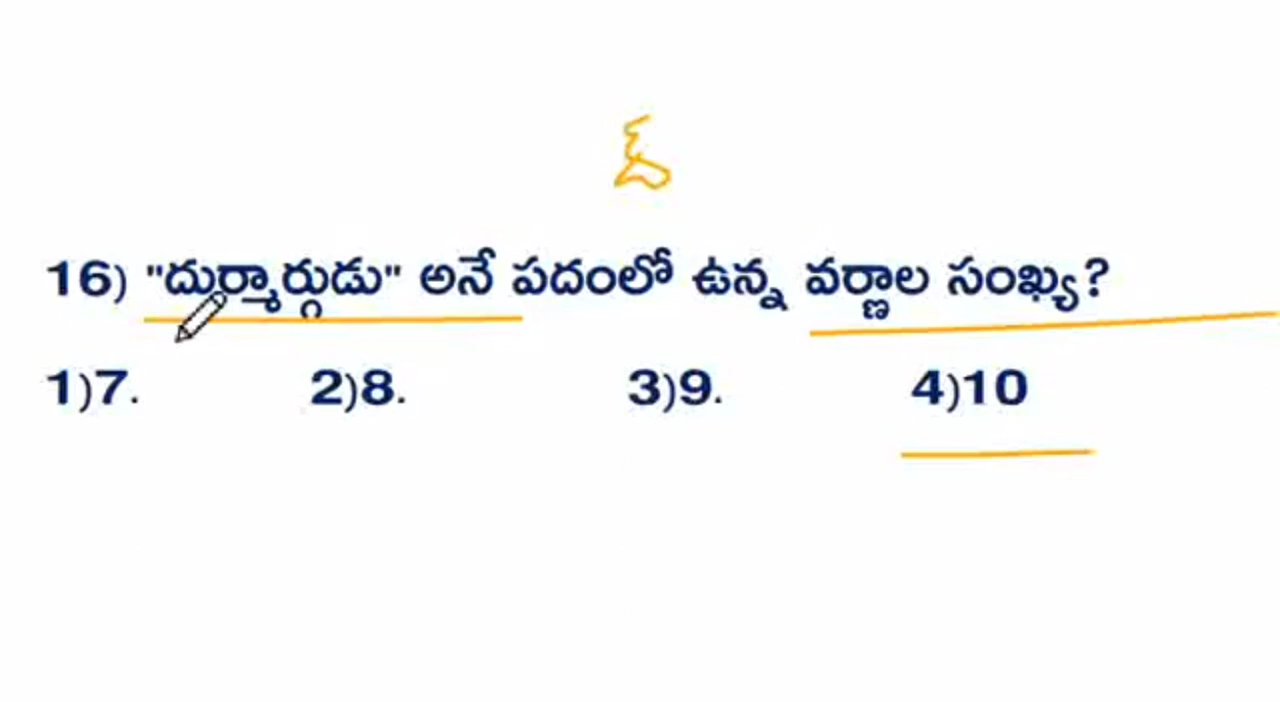 ద్
16) "దుర్మార్గుడు" అనే పదంలో ఉన్న వర్ణాల సంఖ్య?
1)7. 2)8. 3)9. 4)10